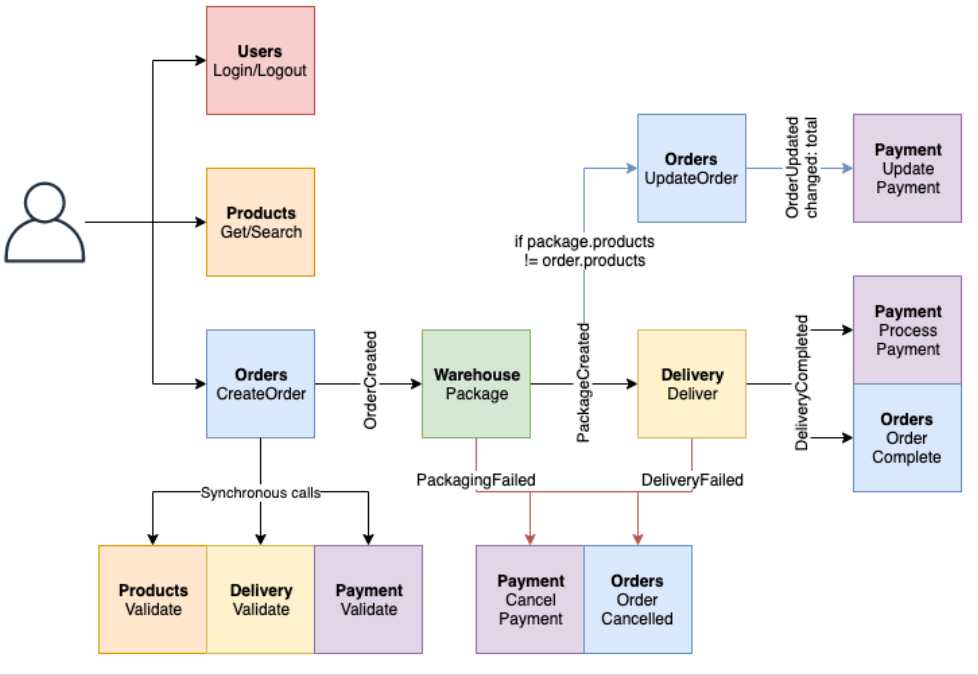 Users
Login/Logout
Products
Get/Search
Orders
CreateOrder
OrderCreated
Warehouse
Package
PackageCreated
if package.products
!= order.products
Orders
UpdateOrder
OrderUpdated
changed: total
Payment
Update
Payment
Delivery
Deliver
DeliveryCompleted
Payment
Process
Payment
Orders
Order
Complete
Synchronous calls
Products
Validate
Delivery
Validate
Payment
Validate
PackagingFailed
DeliveryFailed
Payment
Cancel
Payment
Orders
Order
Cancelled